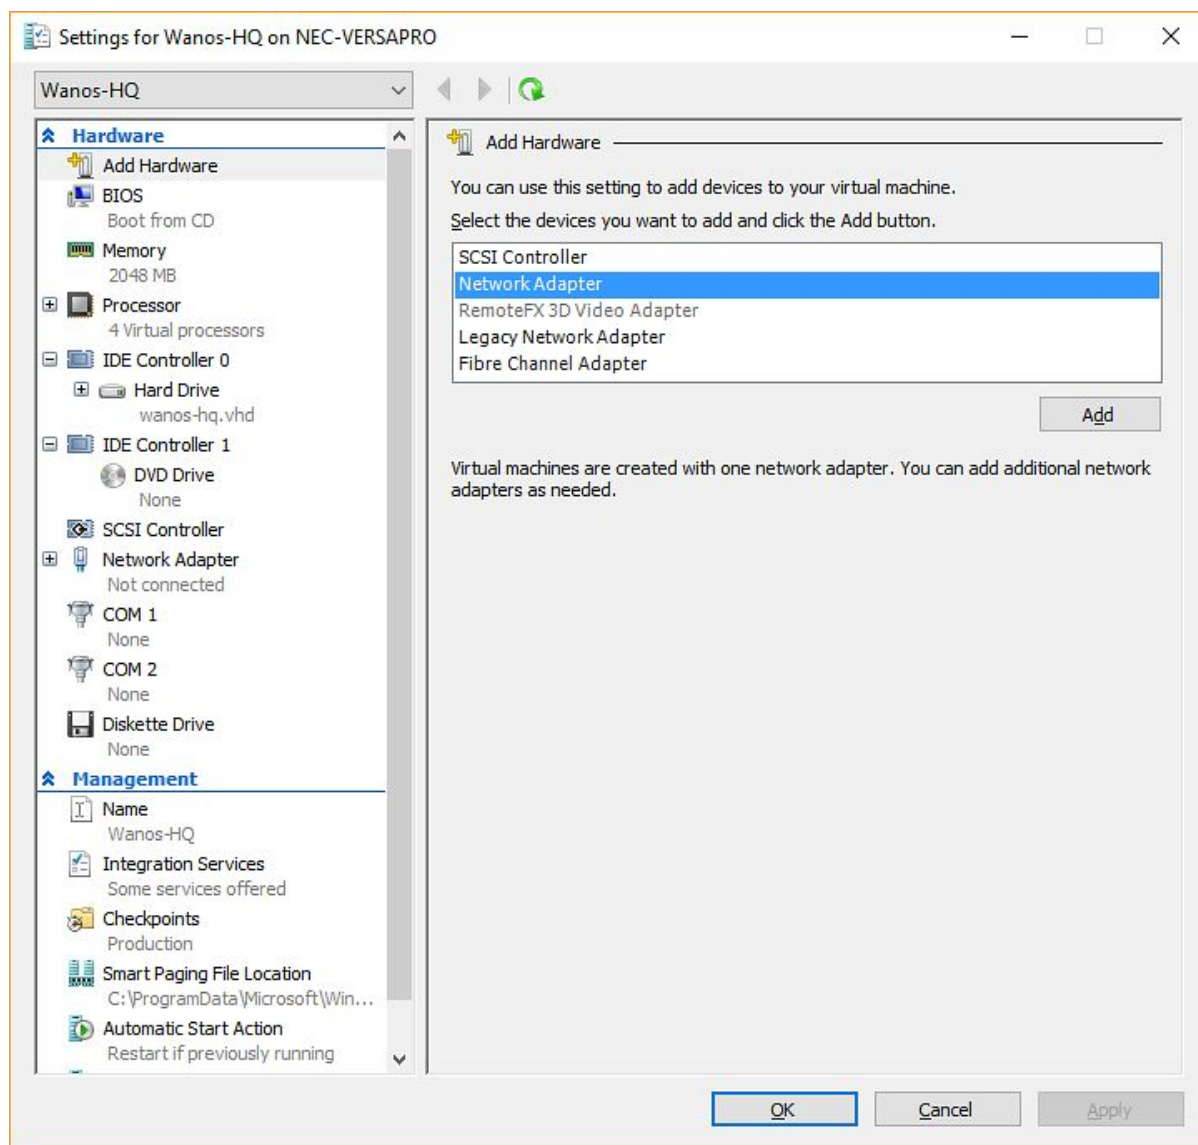 Settings for Wanos-HQ on NEC-VERSAPRO
Wanos-HQ
Hardware
Add Hardware
BIOS
Boot from CD
Memory
2048 MB
Processor
4 Virtual processors
IDE Controller 0
Hard Drive
wanos-hq.vhd
IDE Controller 1
DVD Drive
None
SCSI Controller
Network Adapter
Not connected
COM 1
None
COM 2
None
Diskette Drive
None
Management
Name
Wanos-HQ
Integration Services
Some services offered
Checkpoints
Production
Smart Paging File Location
C:\ProgramData\Microsoft\Win...
Automatic Start Action
Restart if previously running
Add Hardware
You can use this setting to add devices to your virtual machine.
Select the devices you want to add and click the Add button.
SCSI Controller
Network Adapter
RemoteFX 3D Video Adapter
Legacy Network Adapter
Fibre Channel Adapter
Add
Virtual machines are created with one network adapter. You can add additional network
adapters as needed.
OK
Cancel
Apply